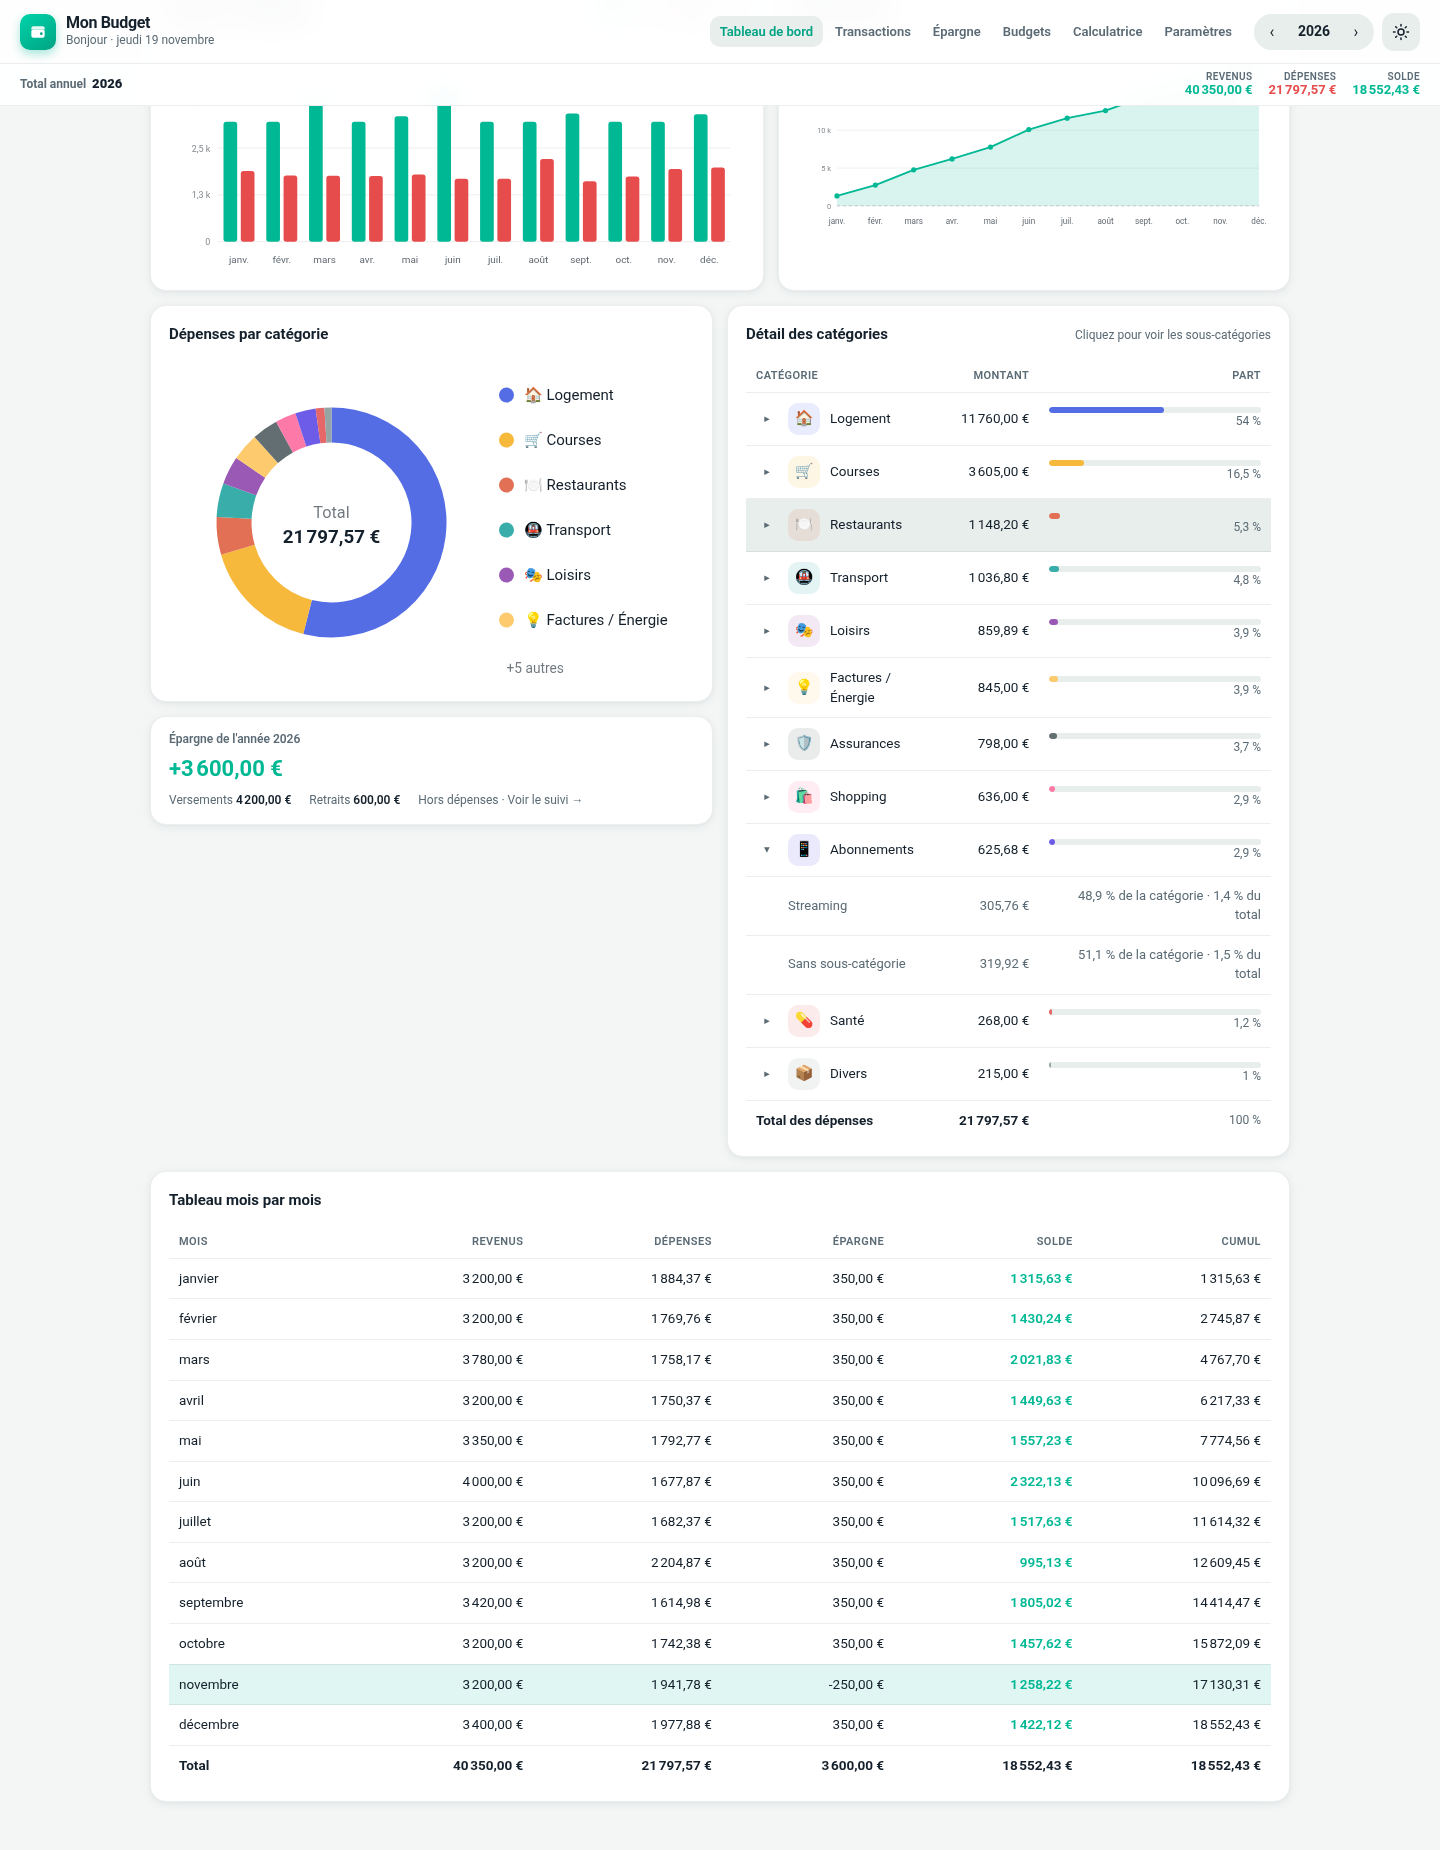 Mon Budget
Bonjour · jeudi 19 novembre
Tableau de bord Transactions Épargne Budgets Calculatrice Paramètres ‹ 2026 ›
Total annuel 2026
REVENUS DÉPENSES SOLDE
40 350,00 € 21 797,57 € 18 552,43 €
2,5 k
1,3 k
0
janv. févr. mars avr. mai juin juil. août sept. oct. nov. déc.
10 k
5 k
0
janv. févr. mars avr. mai juin juil. août sept. oct. nov. déc.
Dépenses par catégorie
Total
21 797,57 €
Logement
Courses
Restaurants
Transport
Loisirs
Factures / Énergie
+5 autres
Épargne de l'année 2026
+3 600,00 €
Versements 4 200,00 € Retraits 600,00 € Hors dépenses · Voir le suivi →
Détail des catégories Cliquez pour voir les sous-catégories
CATÉGORIE MONTANT PART
▸ Logement 11 760,00 € 54 %
▸ Courses 3 605,00 € 16,5 %
▸ Restaurants 1 148,20 € 5,3 %
▸ Transport 1 036,80 € 4,8 %
▸ Loisirs 859,89 € 3,9 %
▸ Factures / Énergie 845,00 € 3,9 %
▸ Assurances 798,00 € 3,7 %
▸ Shopping 636,00 € 2,9 %
▾ Abonnements 625,68 € 2,9 %
Streaming 305,76 € 48,9 % de la catégorie · 1,4 % du total
Sans sous-catégorie 319,92 € 51,1 % de la catégorie · 1,5 % du total
▸ Santé 268,00 € 1,2 %
▸ Divers 215,00 € 1 %
Total des dépenses 21 797,57 € 100 %
Tableau mois par mois
MOIS REVENUS DÉPENSES ÉPARGNE SOLDE CUMUL
janvier 3 200,00 € 1 884,37 € 350,00 € 1 315,63 € 1 315,63 €
février 3 200,00 € 1 769,76 € 350,00 € 1 430,24 € 2 745,87 €
mars 3 780,00 € 1 758,17 € 350,00 € 2 021,83 € 4 767,70 €
avril 3 200,00 € 1 750,37 € 350,00 € 1 449,63 € 6 217,33 €
mai 3 350,00 € 1 792,77 € 350,00 € 1 557,23 € 7 774,56 €
juin 4 000,00 € 1 677,87 € 350,00 € 2 322,13 € 10 096,69 €
juillet 3 200,00 € 1 682,37 € 350,00 € 1 517,63 € 11 614,32 €
août 3 200,00 € 2 204,87 € 350,00 € 995,13 € 12 609,45 €
septembre 3 420,00 € 1 614,98 € 350,00 € 1 805,02 € 14 414,47 €
octobre 3 200,00 € 1 742,38 € 350,00 € 1 457,62 € 15 872,09 €
novembre 3 200,00 € 1 941,78 € -250,00 € 1 258,22 € 17 130,31 €
décembre 3 400,00 € 1 977,88 € 350,00 € 1 422,12 € 18 552,43 €
Total 40 350,00 € 21 797,57 € 3 600,00 € 18 552,43 € 18 552,43 €